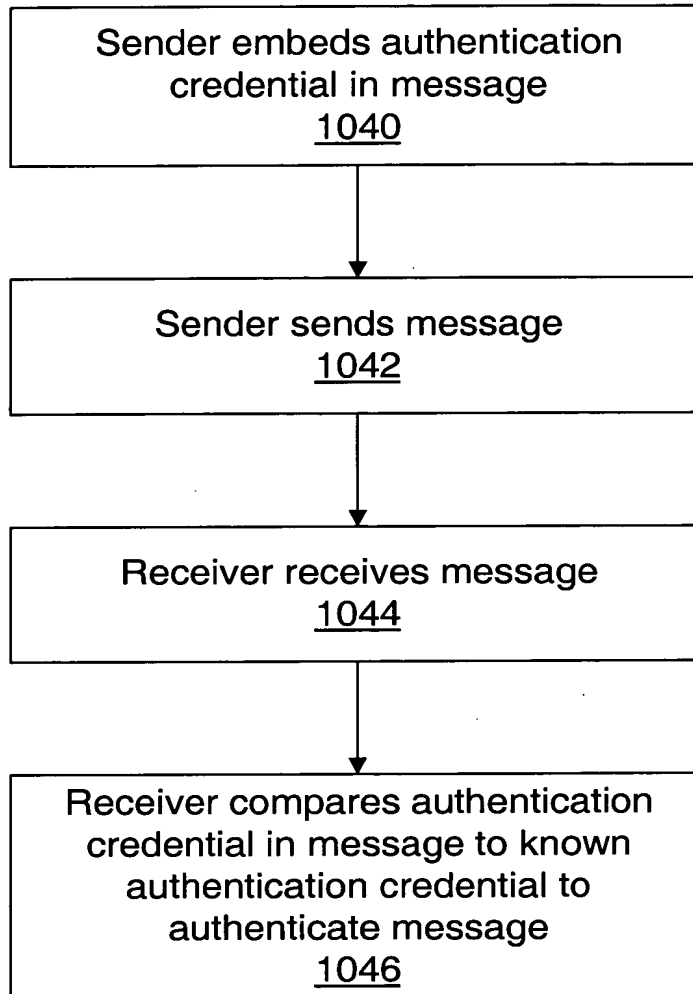 Sender embeds authentication
credential in message
1040
Sender sends message
1042
Receiver receives message
1044
Receiver compares authentication
credential in message to known
authentication credential to
authenticate message
1046